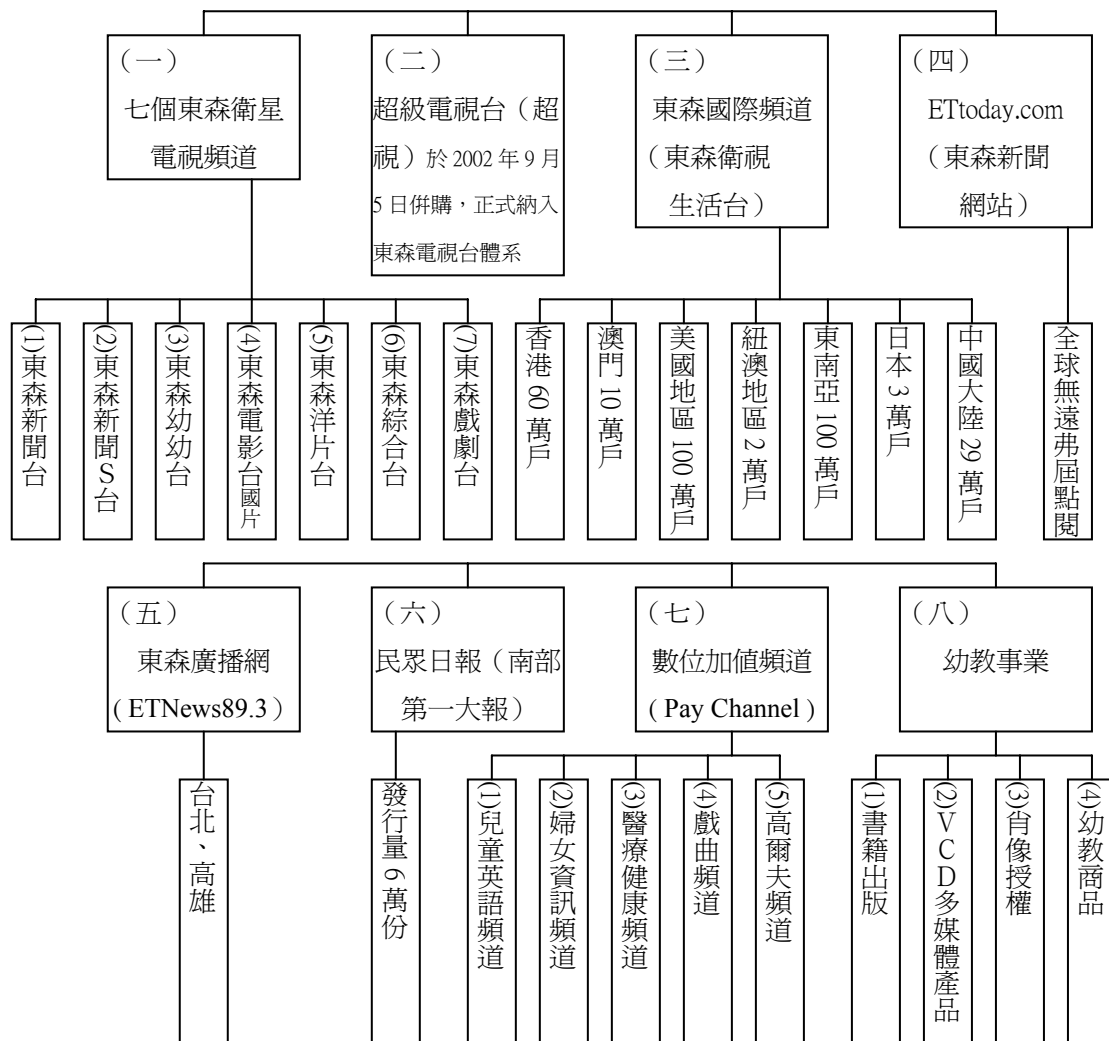 （一）
七個東森衛星
電視頻道
（二）
超級電視台（超
視）於 2002 年 9 月
5 日併購，正式納入
東森電視台體系
（三）
東森國際頻道
（東森衛視
生活台）
（四）
ETtoday.com
（東森新聞
網站）
(1)東森新聞台
(2)東森新聞S台
(3)東森幼幼台
(4)東森電影台國片
(5)東森洋片台
(6)東森綜合台
(7)東森戲劇台
香港 60 萬戶
澳門 10 萬戶
美國地區 100 萬戶
紐澳地區 2 萬戶
東南亞 100 萬戶
日本 3 萬戶
中國大陸 29 萬戶
全球無遠弗屆點閱
（五）
東森廣播網
(ETNews89.3）
（六）
民眾日報（南部
第一大報）
（七）
數位加值頻道
（Pay Channel）
（八）
幼教事業
台北、高雄
發行量 6 萬份
(1)兒童英語頻道
(2)婦女資訊頻道
(3)醫療健康頻道
(4)戲曲頻道
(5)高爾夫頻道
(1)書籍出版
(2)VCD多媒體產品
(3)肖像授權
(4)幼教商品